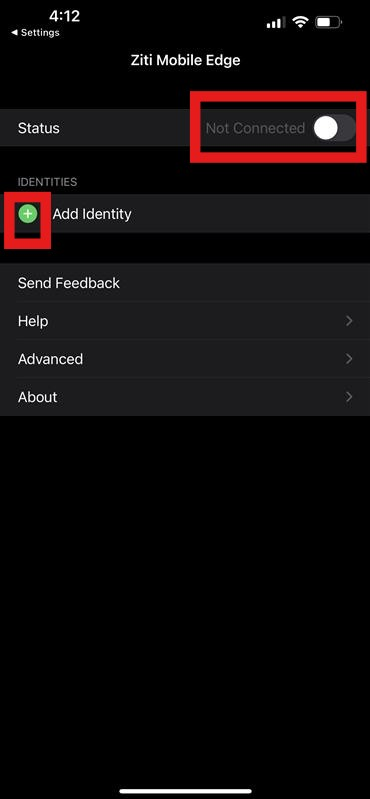 4:12
◀ Settings
Ziti Mobile Edge
Status Not Connected
IDENTITIES
Add Identity
Send Feedback
Help
Advanced
About